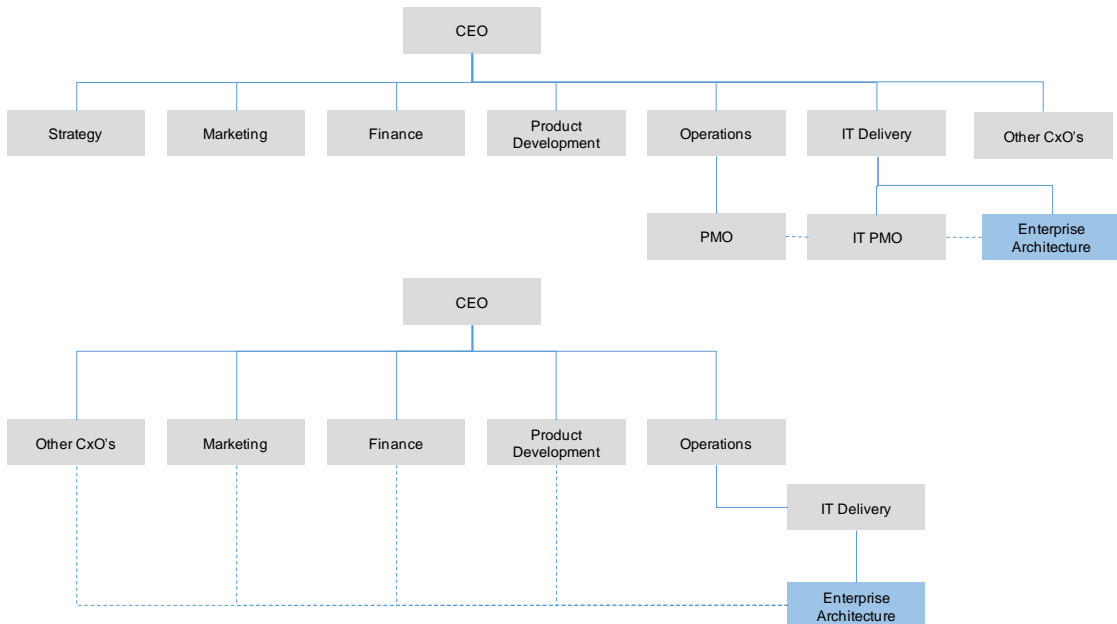 CEO
Strategy
Marketing
Finance
Product
Development
Operations
IT Delivery
Other CxO's
PMO
IT PMO
Enterprise
Architecture
CEO
Other CxO's
Marketing
Finance
Product
Development
Operations
IT Delivery
Enterprise
Architecture